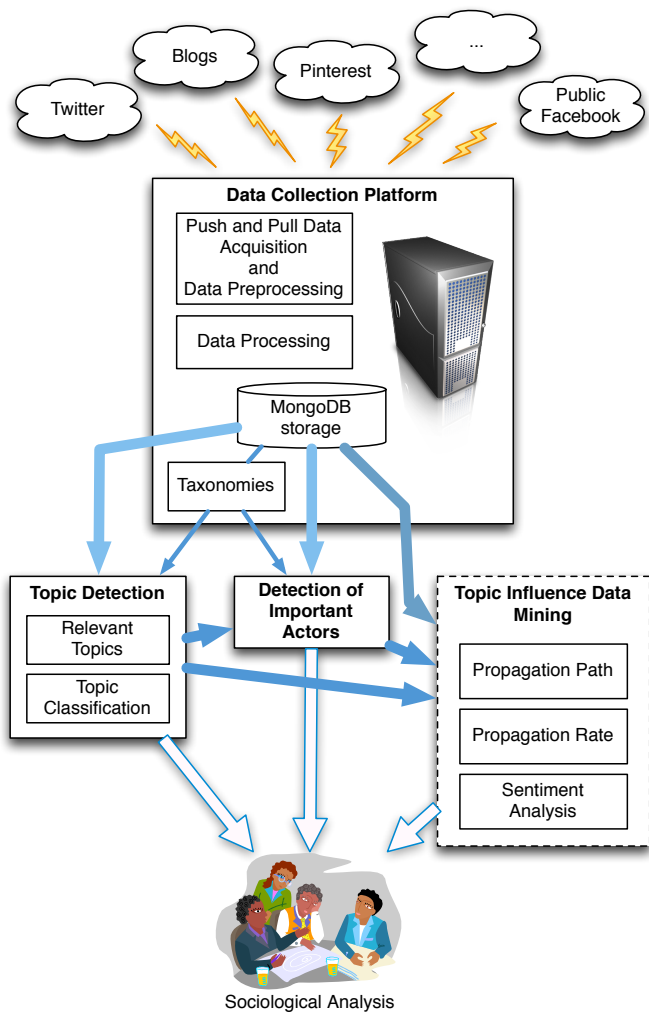 Blogs
...
Pinterest
Twitter
Public
Facebook
Data Collection Platform
Push and Pull Data
Acquisition
and
Data Preprocessing
Data Processing
MongoDB
storage
Taxonomies
Topic Detection
Relevant
Topics
Topic
Classification
Detection of
Important
Actors
Topic Influence Data
Mining
Propagation Path
Propagation Rate
Sentiment
Analysis
Sociological Analysis